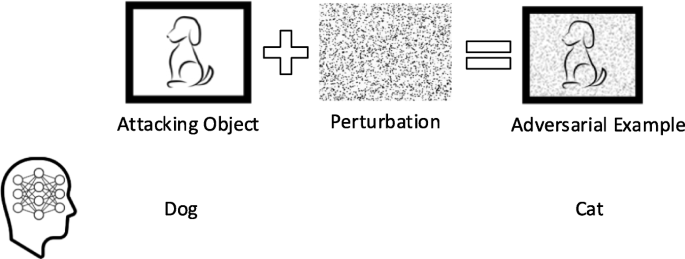 Attacking Object
Perturbation
Adversarial Example
Dog
Cat